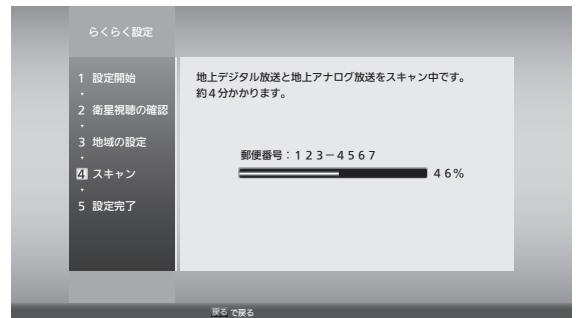 らくらく設定
1 設定開始
・
2 衛星視聴の確認
・
3 地域の設定
・
4 スキャン
・
5 設定完了
地上デジタル放送と地上アナログ放送をスキャン中です。
約4分かかります。
郵便番号：１２３－４５６７
４６％
戻る で戻る